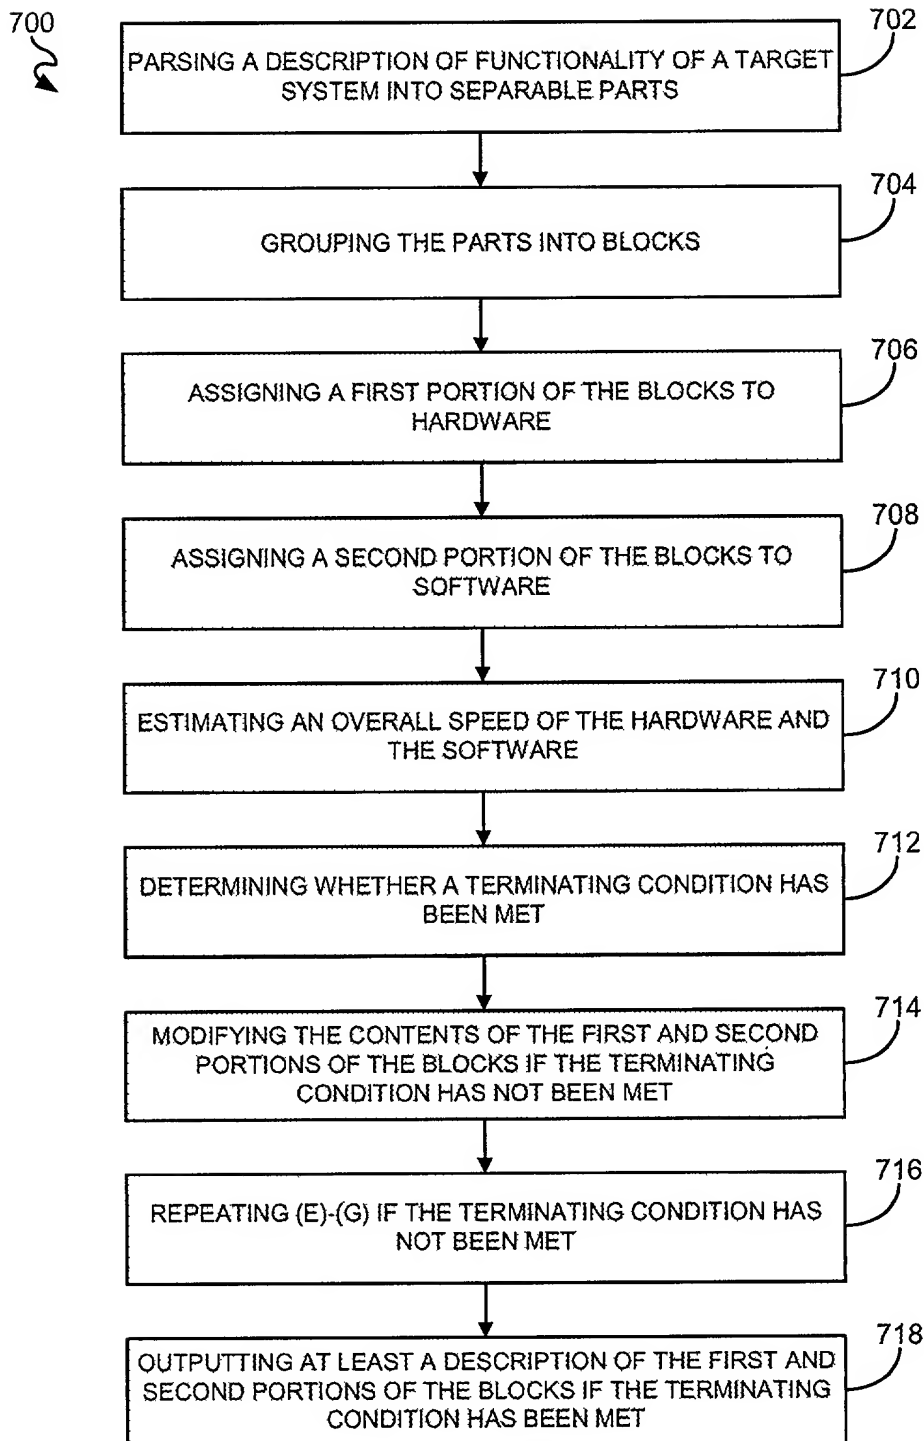 700
702
PARSING A DESCRIPTION OF FUNCTIONALITY OF A TARGET
SYSTEM INTO SEPARABLE PARTS
704
GROUPING THE PARTS INTO BLOCKS
706
ASSIGNING A FIRST PORTION OF THE BLOCKS TO
HARDWARE
708
ASSIGNING A SECOND PORTION OF THE BLOCKS TO
SOFTWARE
710
ESTIMATING AN OVERALL SPEED OF THE HARDWARE AND
THE SOFTWARE
712
DETERMINING WHETHER A TERMINATING CONDITION HAS
BEEN MET
714
MODIFYING THE CONTENTS OF THE FIRST AND SECOND
PORTIONS OF THE BLOCKS IF THE TERMINATING
CONDITION HAS NOT BEEN MET
716
REPEATING (E)-(G) IF THE TERMINATING CONDITION HAS
NOT BEEN MET
718
OUTPUTTING AT LEAST A DESCRIPTION OF THE FIRST AND
SECOND PORTIONS OF THE BLOCKS IF THE TERMINATING
CONDITION HAS BEEN MET